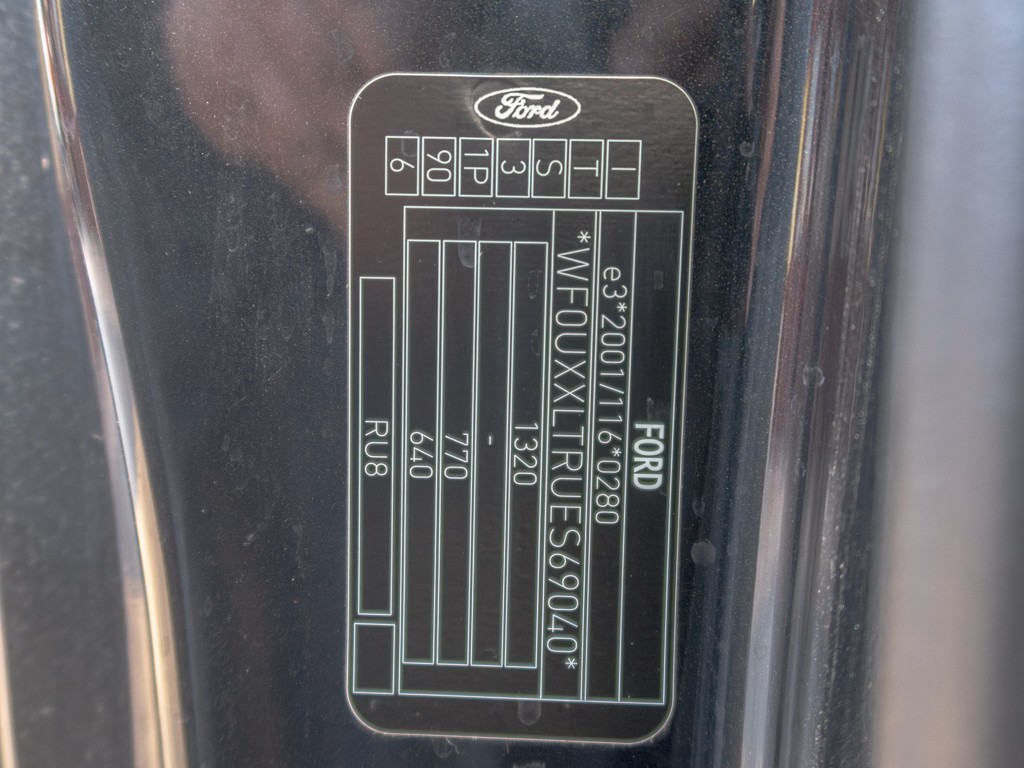 Ford
FORD
e3*2001/116*0280
*WF0UXXLTRUES69040*
1320
-
770
640
RU8
I
T
S
3
1P
90
6